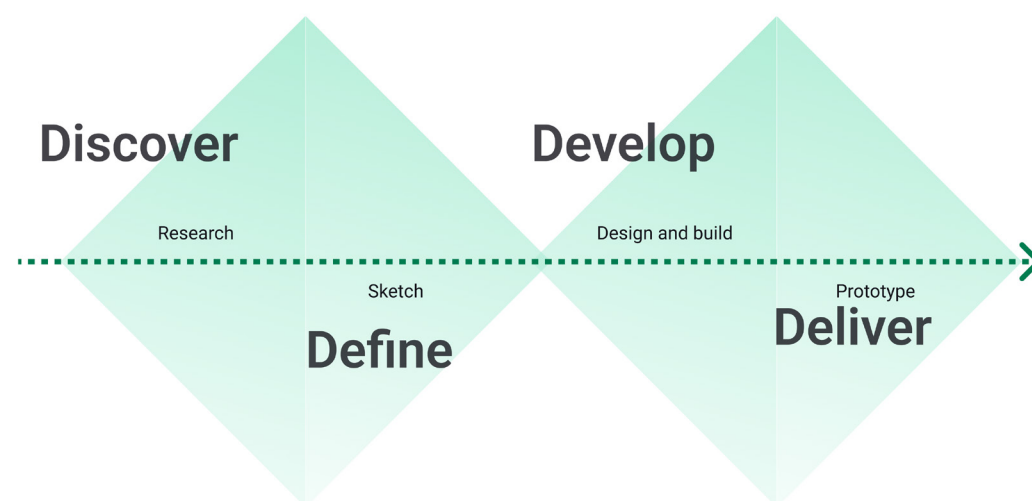 Discover
Develop
Research
Design and build
Sketch
Prototype
Define
Deliver